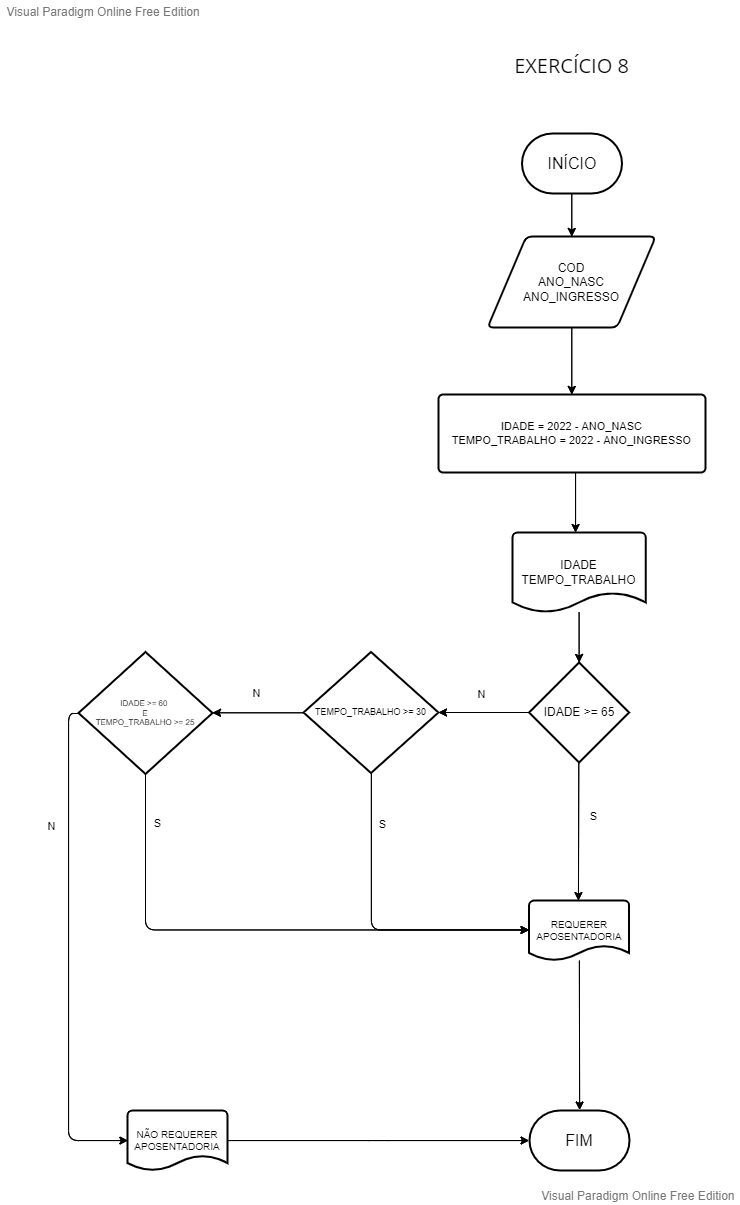 Visual Paradigm Online Free Edition
EXERCÍCIO 8
INÍCIO
COD
ANO_NASC
ANO_INGRESSO
IDADE = 2022 - ANO_NASC
TEMPO_TRABALHO = 2022 - ANO_INGRESSO
IDADE
TEMPO_TRABALHO
IDADE >= 65
N
TEMPO_TRABALHO >= 30
N
IDADE >= 60
E
TEMPO_TRABALHO >= 25
S
S
S
N
REQUERER
APOSENTADORIA
NÃO REQUERER
APOSENTADORIA
FIM
Visual Paradigm Online Free Edition